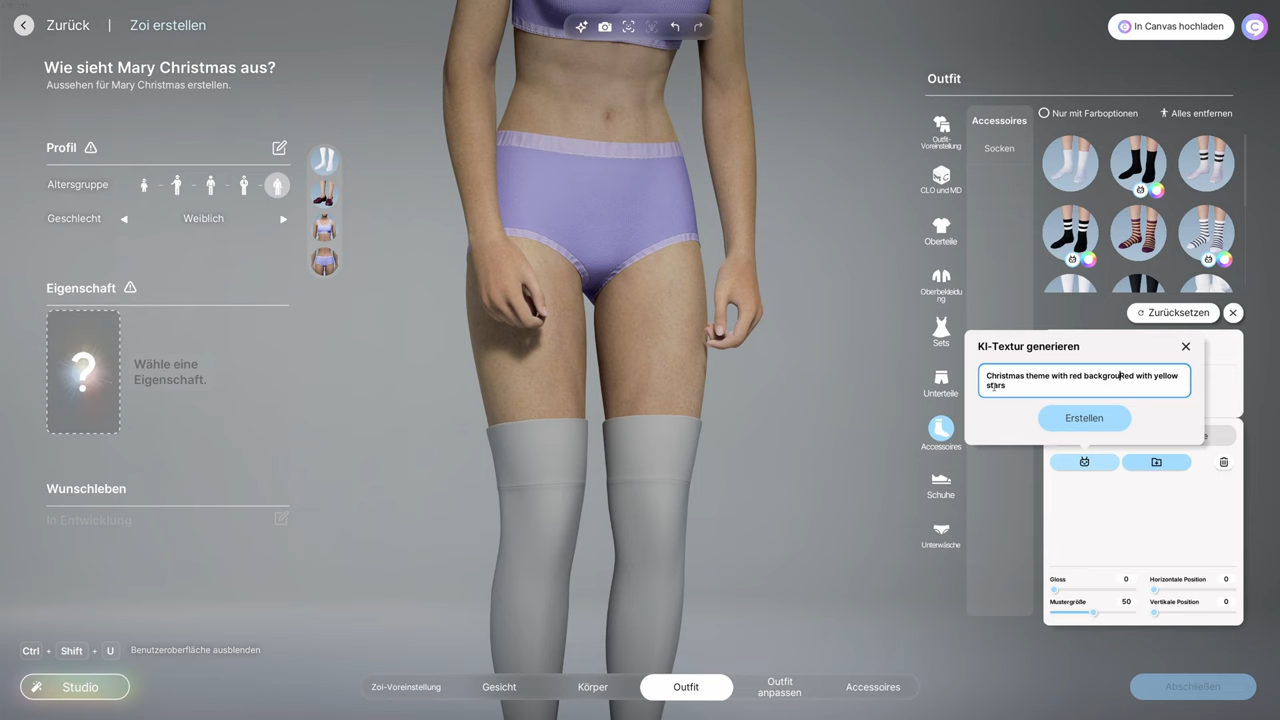 Zurück | Zoi erstellen
In Canvas hochladen
Wie sieht Mary Christmas aus?
Aussehen für Mary Christmas erstellen.
Profil
Altersgruppe
Geschlecht
Weiblich
Eigenschaft
?
Wähle eine
Eigenschaft.
Wunschleben
In Entwicklung
Ctrl + Shift + U Benutzeroberfläche ausblenden
Studio
Outfit
Outfit-
Voreinstellung
CLO und MD
Oberteile
Oberbekleidu
ng
Sets
Unterteile
Accessoires
Schuhe
Unterwäsche
Accessoires
Socken
Nur mit Farboptionen
Alles entfernen
Zurücksetzen
KI-Textur generieren
Christmas theme with red backgrouRed with yellow
stars
Erstellen
Gloss 0
Horizontale Position 0
Mustergröße 50
Vertikale Position 0
Zoi-Voreinstellung
Gesicht
Körper
Outfit
Outfit
anpassen
Accessoires
Abschließen